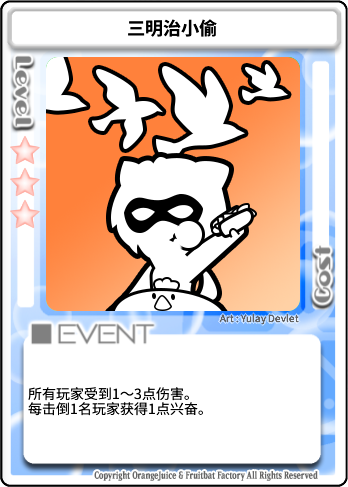 三明治小偷
Level
Cost
Art : Yulay Devlet
EVENT
所有玩家受到1～3点伤害。
每击倒1名玩家获得1点兴奋。
Copyright OrangeJuice & Fruitbat Factory All Rights Reserved